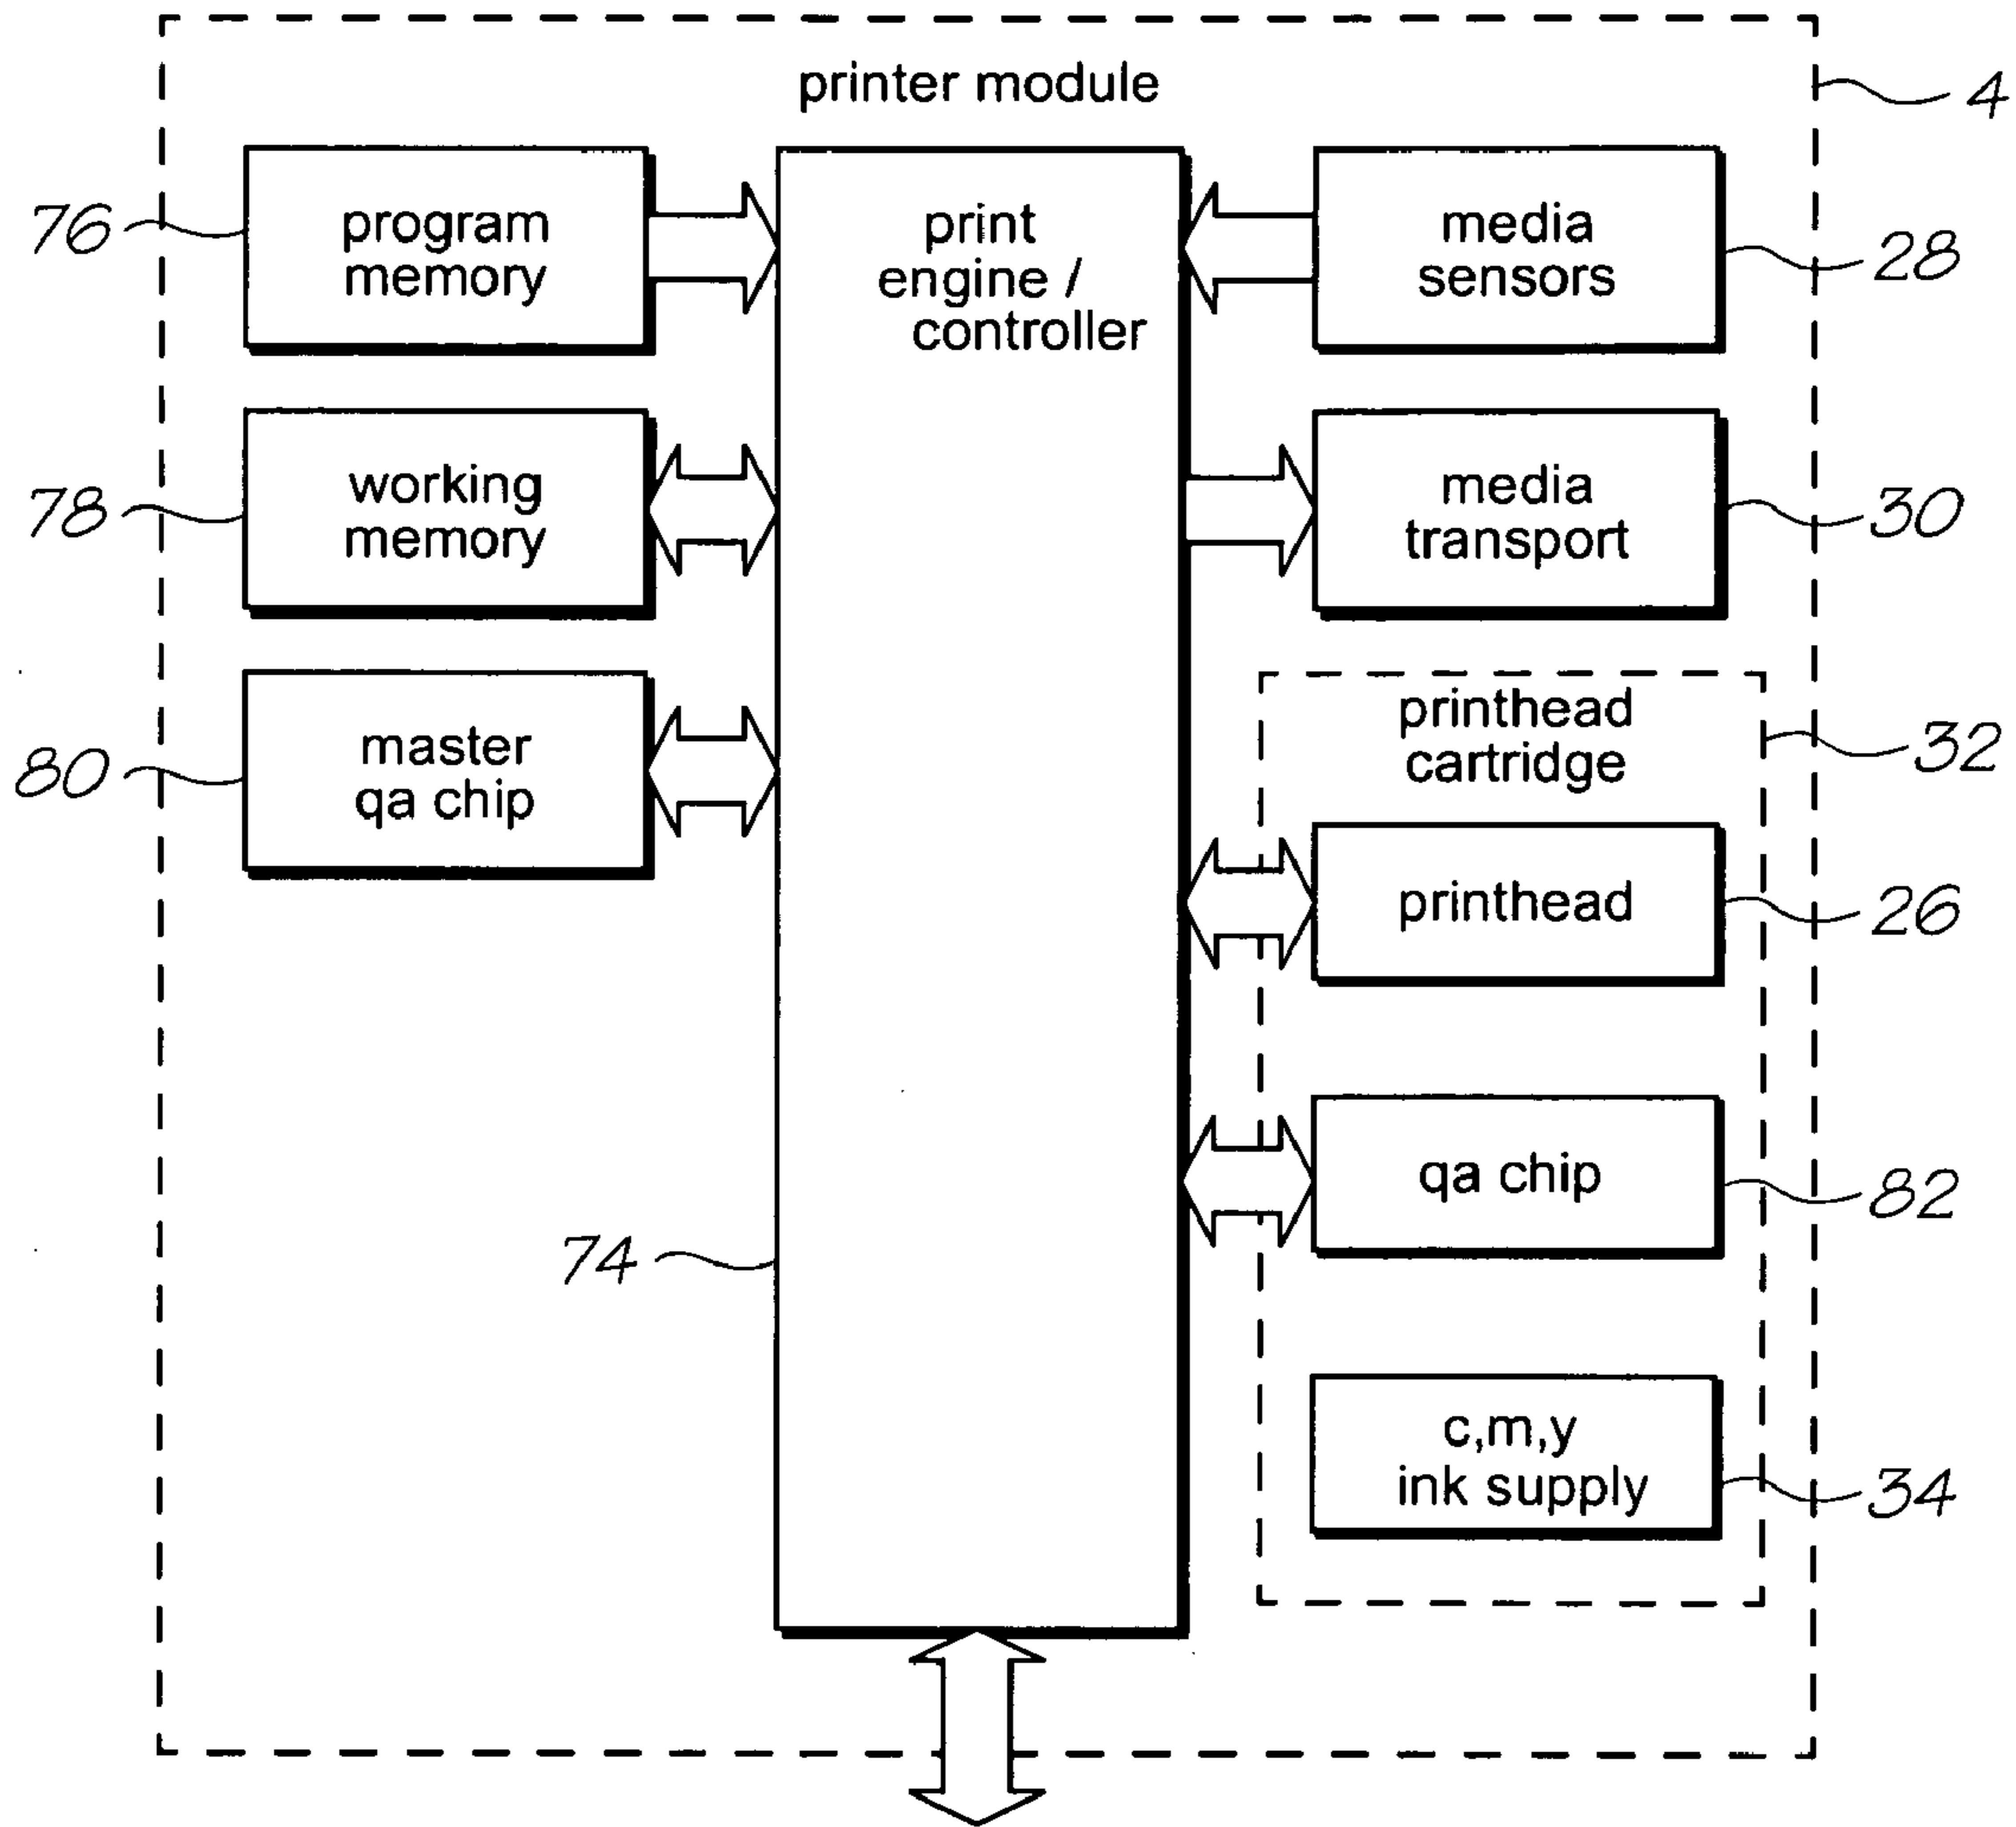 printer module
4
76
program
memory
print
engine /
controller
media
sensors
28
78
working
memory
media
transport
30
80
master
qa chip
printhead
cartridge
32
printhead
26
74
qa chip
82
c,m,y
ink supply
34